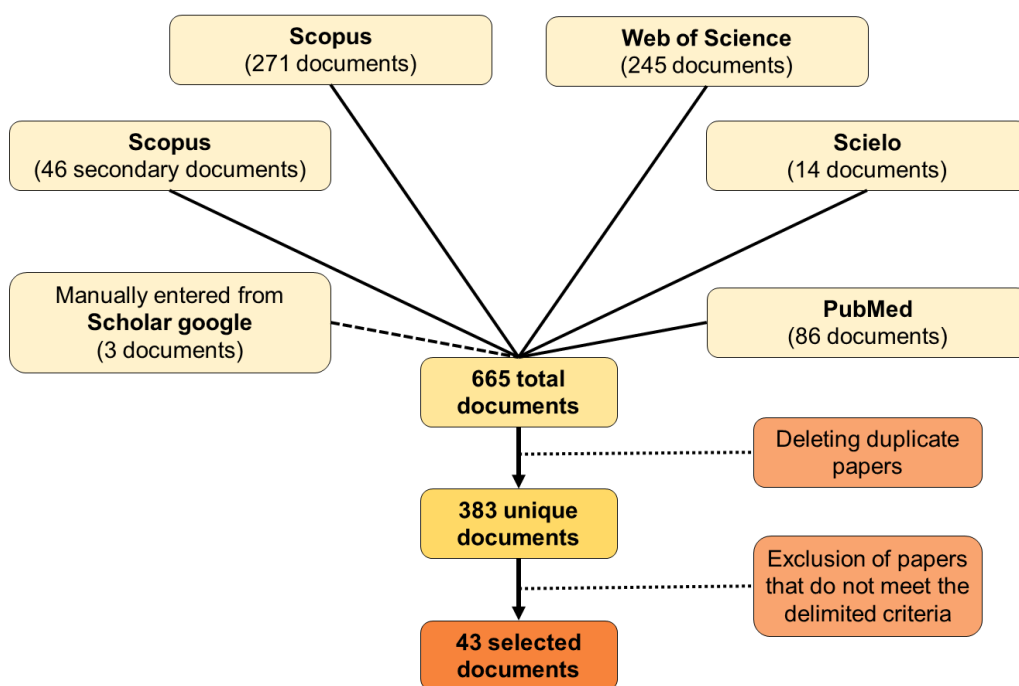 Scopus
(271 documents)
Web of Science
(245 documents)
Scopus
(46 secondary documents)
Scielo
(14 documents)
Manually entered from
Scholar google
(3 documents)
PubMed
(86 documents)
665 total
documents
Deleting duplicate
papers
383 unique
documents
Exclusion of papers
that do not meet the
delimited criteria
43 selected
documents